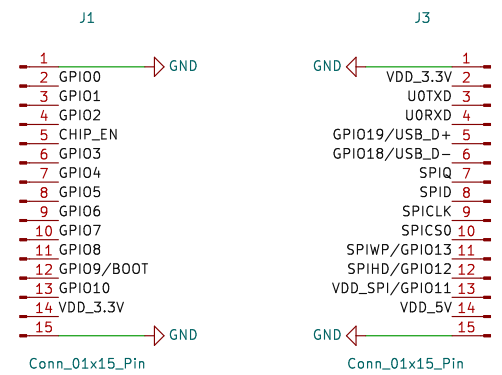 J1
1 GND
2 GPIO0
3 GPIO1
4 GPIO2
5 CHIP_EN
6 GPIO3
7 GPIO4
8 GPIO5
9 GPIO6
10 GPIO7
11 GPIO8
12 GPIO9/BOOT
13 GPIO10
14 VDD_3.3V
15 GND
Conn_01x15_Pin
J3
GND 1
VDD_3.3V 2
U0TXD 3
U0RXD 4
GPIO19/USB_D+ 5
GPIO18/USB_D- 6
SPIQ 7
SPID 8
SPICLK 9
SPICS0 10
SPIWP/GPIO13 11
SPIHD/GPIO12 12
VDD_SPI/GPIO11 13
VDD_5V 14
GND 15
Conn_01x15_Pin